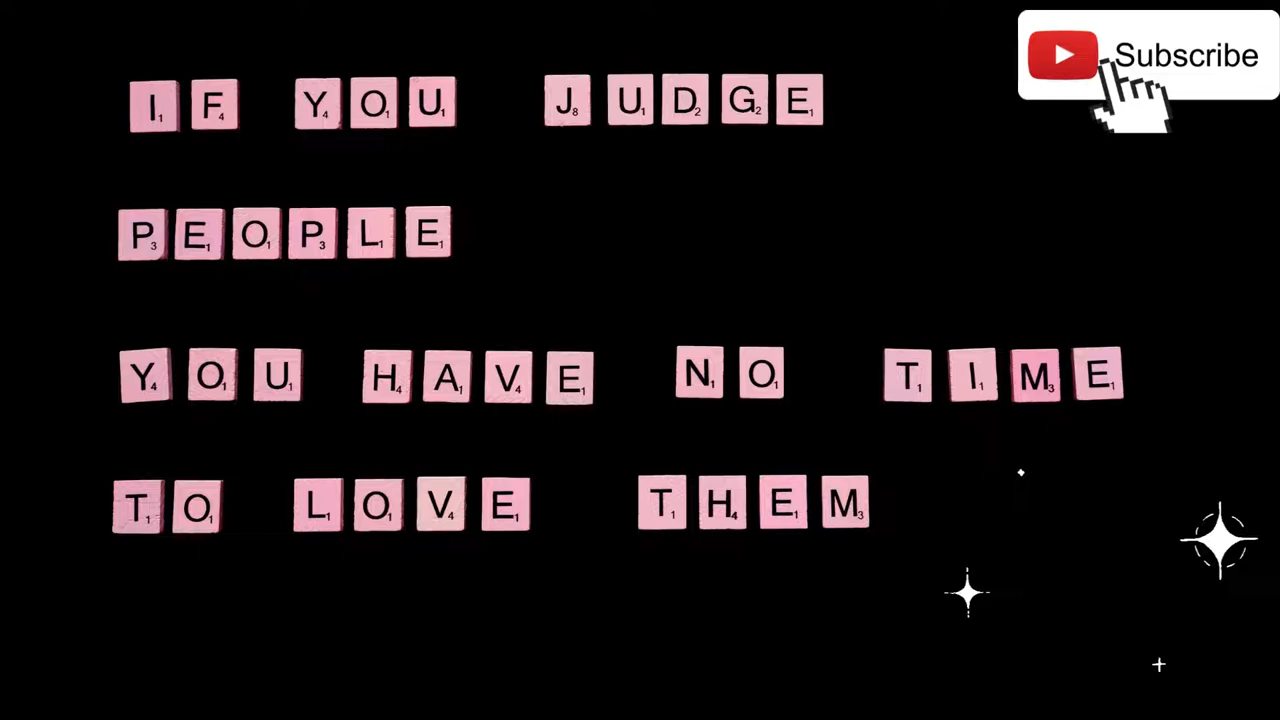 IF YOU JUDGE
Subscribe
PEOPLE
YOU HAVE NO TIME
TO LOVE THEM